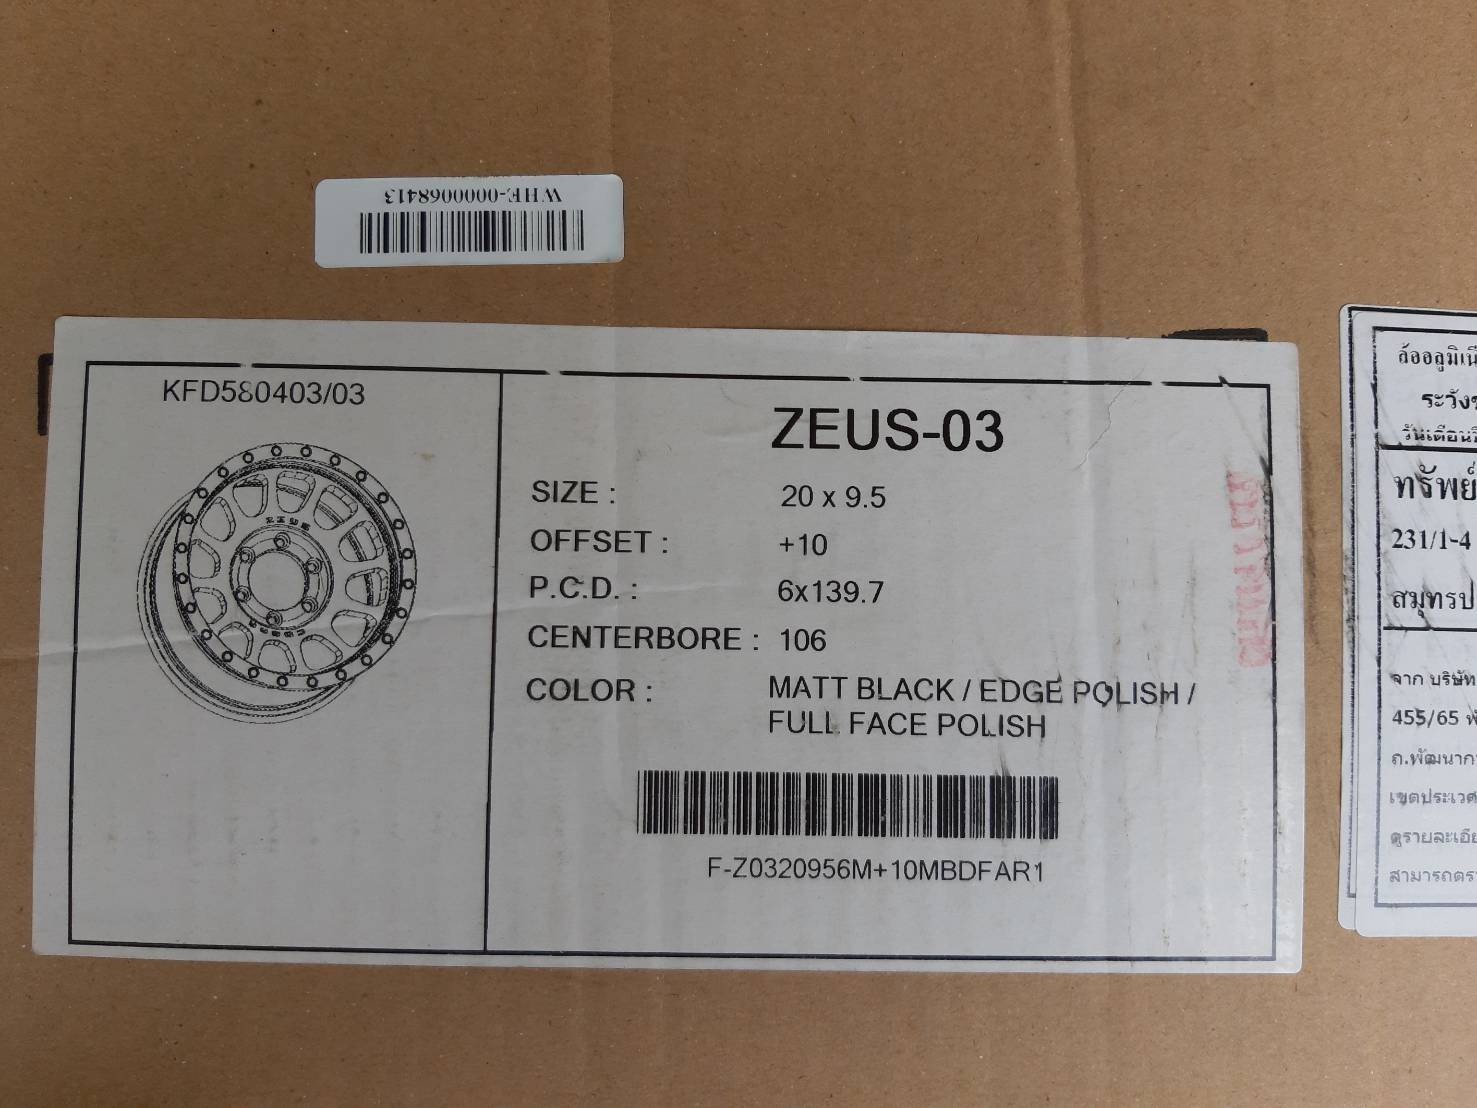 WHE-0000068413
KFD580403/03
ZEUS-03
SIZE : 20 x 9.5
OFFSET : +10
P.C.D. : 6x139.7
CENTERBORE : 106
COLOR : MATT BLACK / EDGE POLISH /
FULL FACE POLISH
F-Z0320956M+10MBDFAR1
ZEUS
ล้ออลูมิเนี
ระวัง
วันเดือนปี
ทรัพย์
231/1-4
สมุทรป
จาก บริษัท
455/65
ถ.พัฒนาก
เขตประเวศ
ดูรายละเอี
สามารถตร